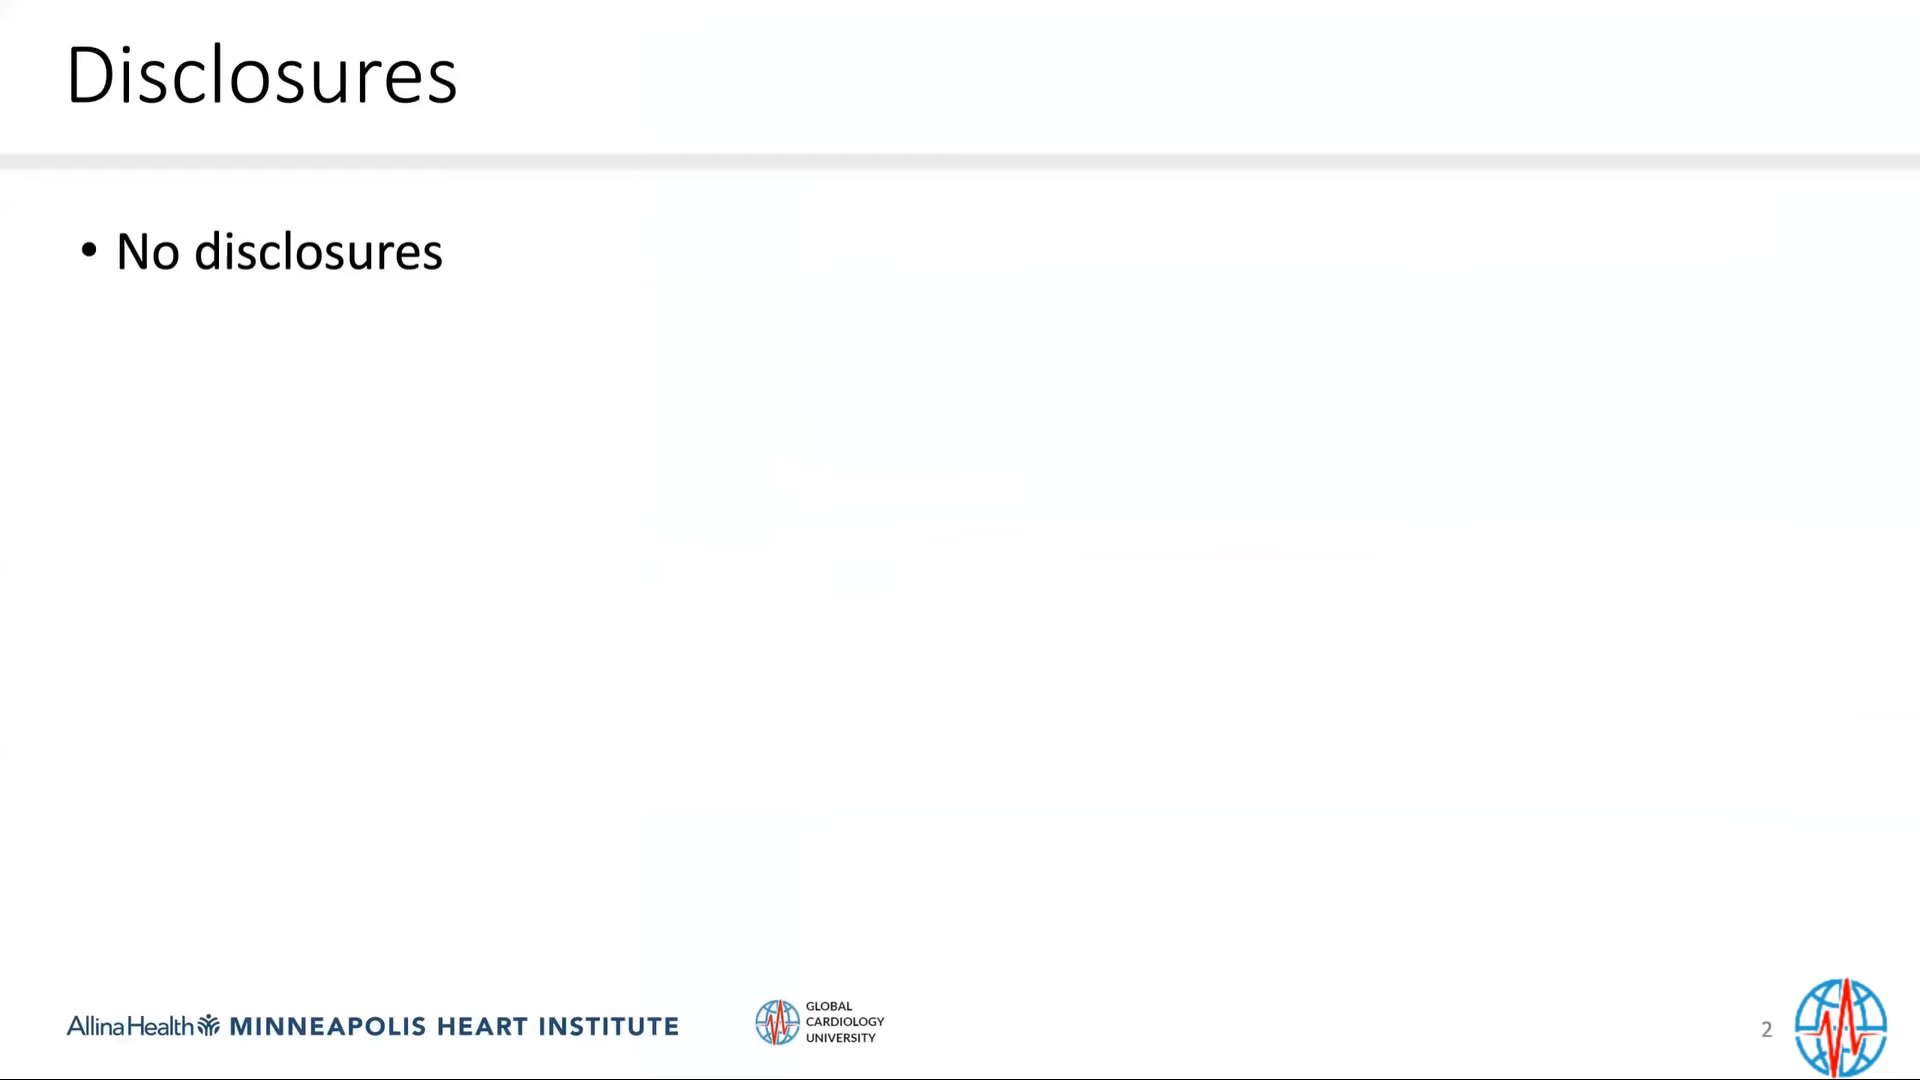 Disclosures
• No disclosures
AllinaHealth MINNEAPOLIS HEART INSTITUTE
GLOBAL
CARDIOLOGY
UNIVERSITY
2